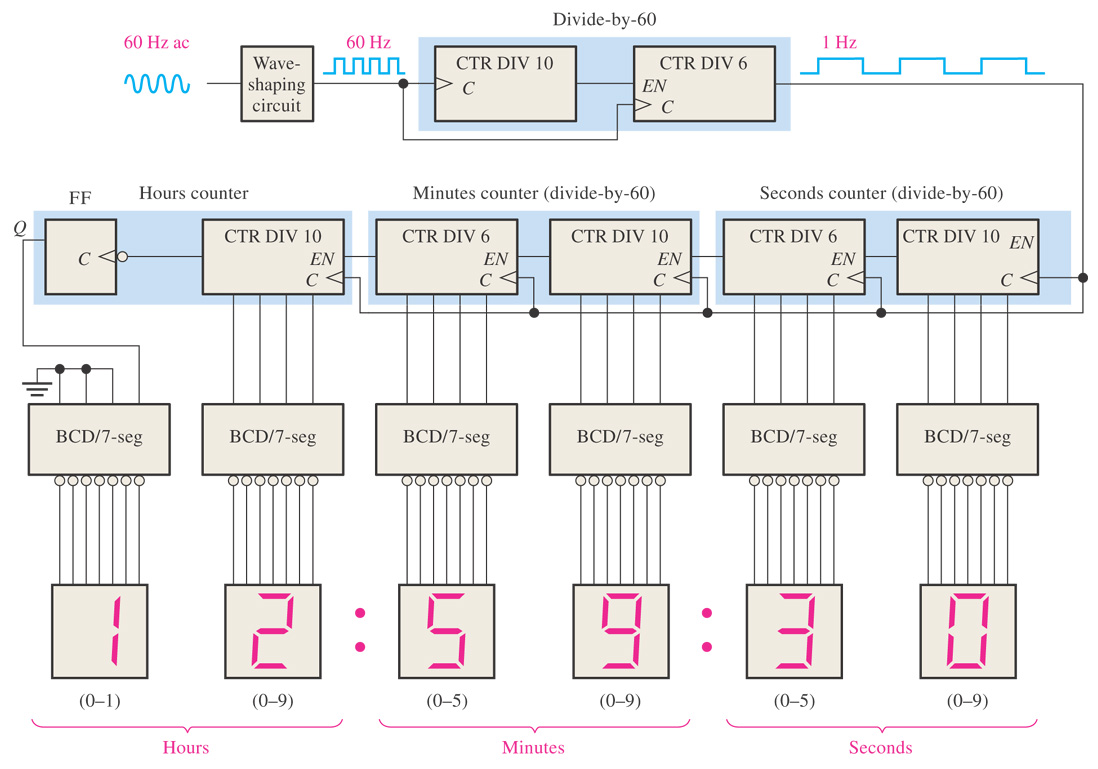 Divide-by-60
60 Hz ac
60 Hz
1 Hz
Wave-
shaping
circuit
CTR DIV 10
C
CTR DIV 6
EN
C
FF
Hours counter
Minutes counter (divide-by-60)
Seconds counter (divide-by-60)
Q
C
CTR DIV 10
EN
C
CTR DIV 6
EN
C
CTR DIV 10
EN
C
CTR DIV 6
EN
C
CTR DIV 10
EN
C
BCD/7-seg
BCD/7-seg
BCD/7-seg
BCD/7-seg
BCD/7-seg
BCD/7-seg
1 2 : 5 9 : 3 0
(0–1)
(0–9)
(0–5)
(0–9)
(0–5)
(0–9)
Hours
Minutes
Seconds